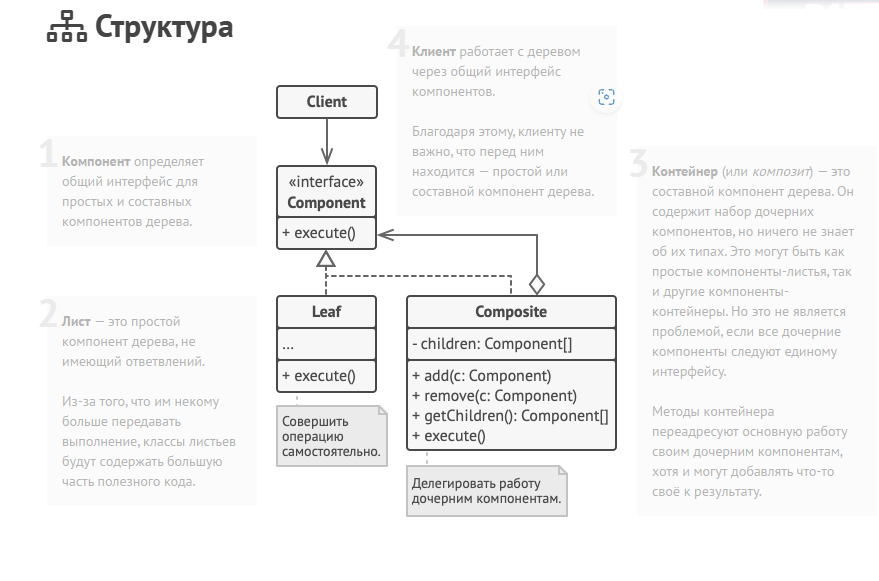 Структура
1
Компонент определяет
общий интерфейс для
простых и составных
компонентов дерева.
2
Лист — это простой
компонент дерева, не
имеющий ответвлений.
Из-за того, что им некому
больше передавать
выполнение, классы листьев
будут содержать большую
часть полезного кода.
Client
«interface»
Component
+ execute()
Leaf
...
+ execute()
Совершить
операцию
самостоятельно.
Composite
- children: Component[]
+ add(c: Component)
+ remove(c: Component)
+ getChildren(): Component[]
+ execute()
Делегировать работу
дочерним компонентам.
4
Клиент работает с деревом
через общий интерфейс
компонентов.
Благодаря этому, клиенту не
важно, что перед ним
находится — простой или
составной компонент дерева.
3
Контейнер (или композит) — это
составной компонент дерева. Он
содержит набор дочерних
компонентов, но ничего не знает
об их типах. Это могут быть как
простые компоненты-листья, так
и другие компоненты-
контейнеры. Но это не является
проблемой, если все дочерние
компоненты следуют единому
интерфейсу.
Методы контейнера
переадресуют основную работу
своим дочерним компонентам,
хотя и могут добавлять что-то
своё к результату.